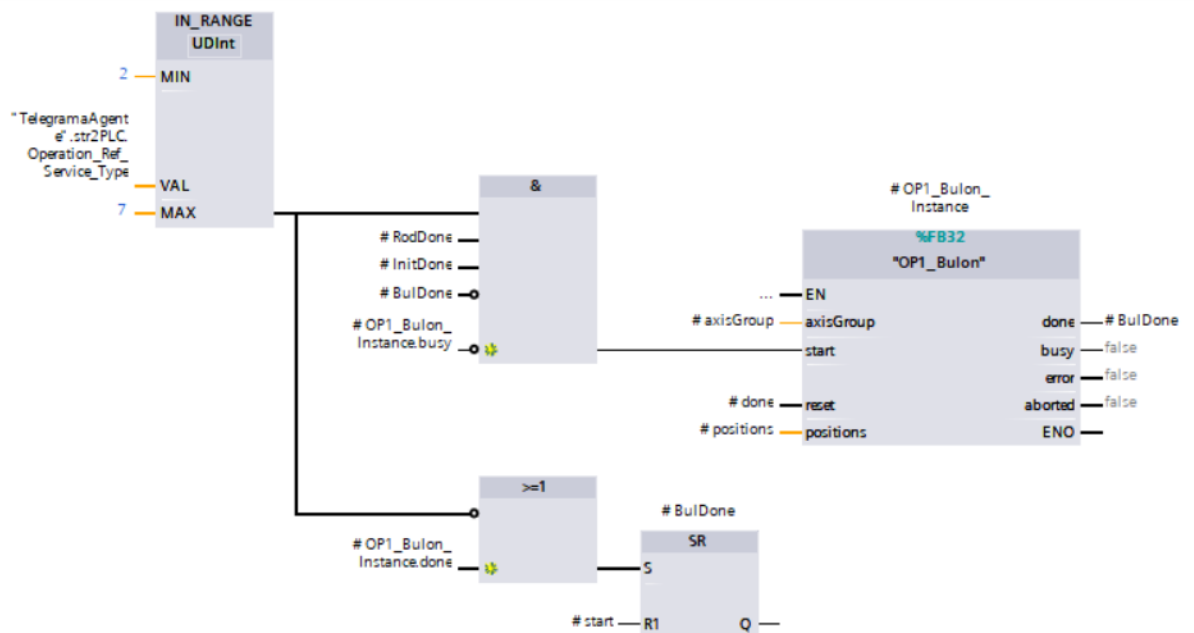 IN_RANGE
UDInt
2
MIN
"TelegramaAgent
e".str2PLC.
Operation_Ref_
Service_Type
VAL
7
MAX
&
# RodDone
# InitDone
# BulDone
# OP1_Bulon_
Instance.busy
# OP1_Bulon_
Instance
%FB32
"OP1_Bulon"
...
EN
# axisGroup
axisGroup
done
# BulDone
start
busy
false
error
false
# done
reset
aborted
false
# positions
positions
ENO
>=1
# OP1_Bulon_
Instance.done
# BulDone
SR
S
# start
R1
Q